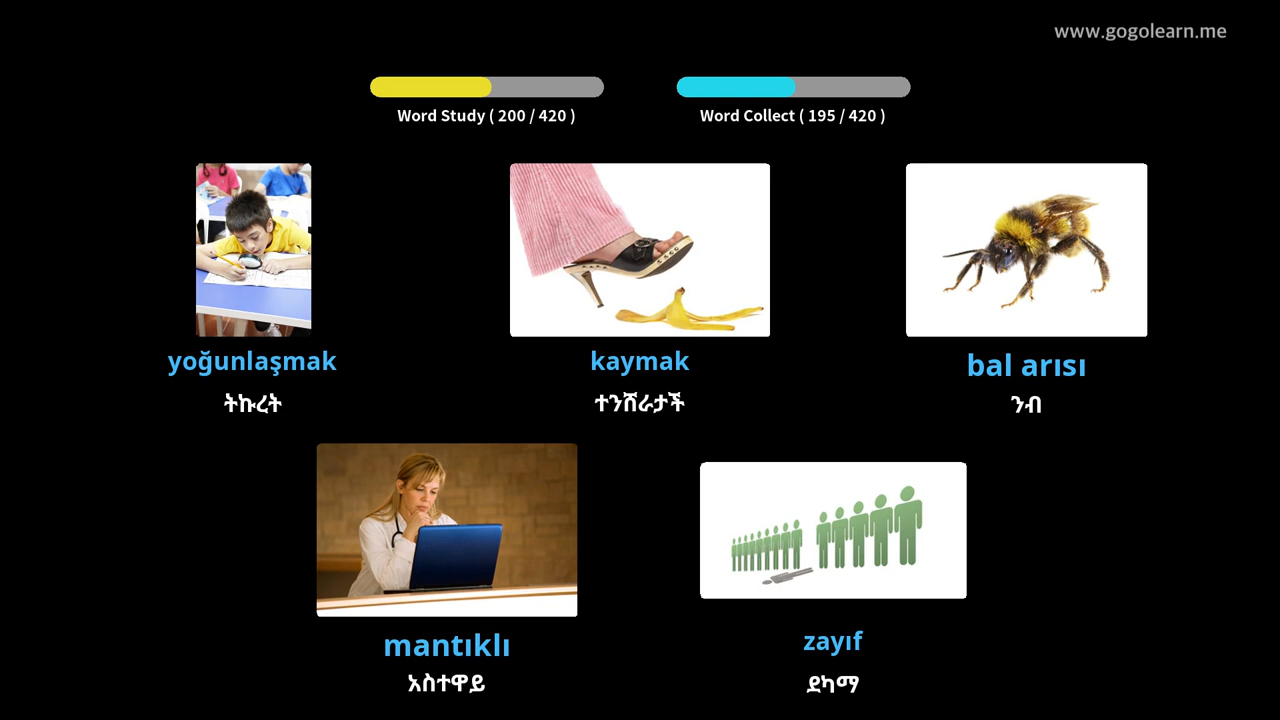 www.gogolearn.me
Word Study ( 200 / 420 )
Word Collect ( 195 / 420 )
yoğunlaşmak
ትኩረት
kaymak
ተንሸራታች
bal arısı
ንብ
mantıklı
አስተዋይ
zayıf
ደካማ